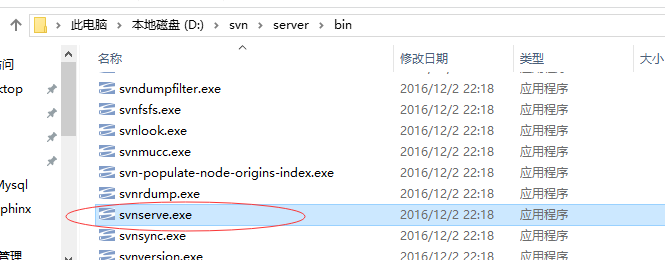 此电脑 › 本地磁盘 (D:) › svn › server › bin
名称 修改日期 类型 大小
svndumpfilter.exe 2016/12/2 22:18 应用程序
svnfsfs.exe 2016/12/2 22:18 应用程序
svnlook.exe 2016/12/2 22:18 应用程序
svnmucc.exe 2016/12/2 22:18 应用程序
svn-populate-node-origins-index.exe 2016/12/2 22:18 应用程序
svnrdump.exe 2016/12/2 22:18 应用程序
svnserve.exe 2016/12/2 22:18 应用程序
svnsync.exe 2016/12/2 22:18 应用程序
svnversion.exe 2016/12/2 22:18 应用程序
问
ktop
Mysql
phinx
管理